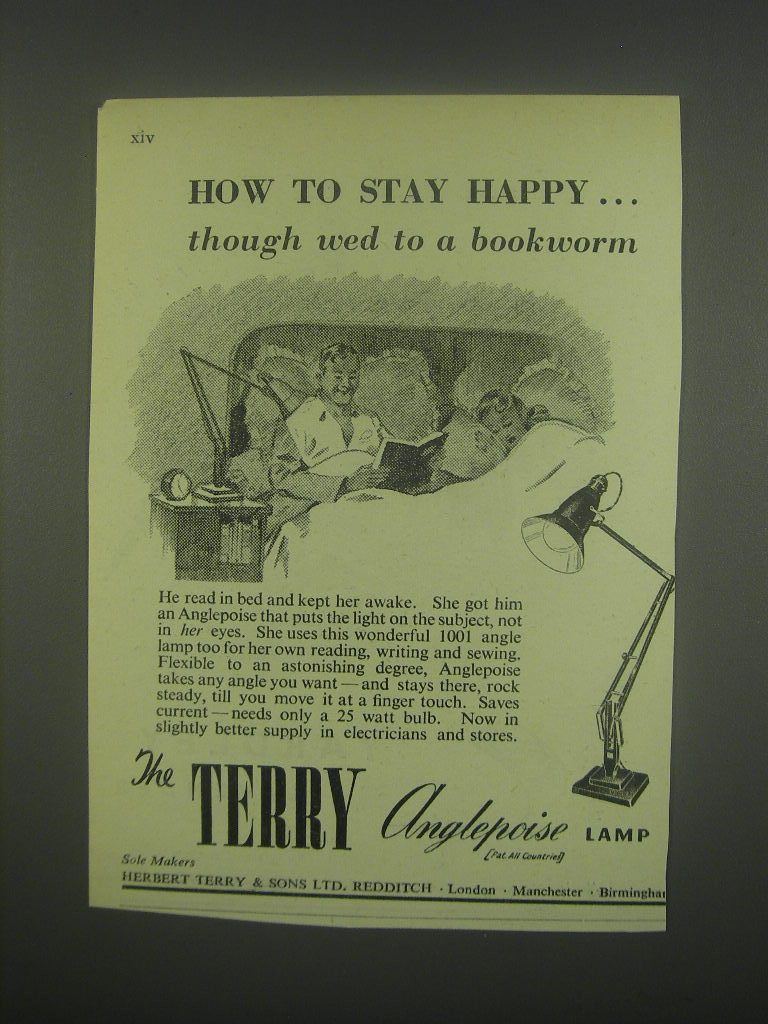 xiv
HOW TO STAY HAPPY...
though wed to a bookworm
He read in bed and kept her awake. She got him
an Anglepoise that puts the light on the subject, not
in her eyes. She uses this wonderful 1001 angle
lamp too for her own reading, writing and sewing.
Flexible to an astonishing degree, Anglepoise
takes any angle you want—and stays there, rock
steady, till you move it at a finger touch. Saves
current—needs only a 25 watt bulb. Now in
slightly better supply in electricians and stores.
The TERRY Anglepoise LAMP
[Pat. All Countries]
Sole Makers
HERBERT TERRY & SONS LTD. REDDITCH · London · Manchester · Birmingha